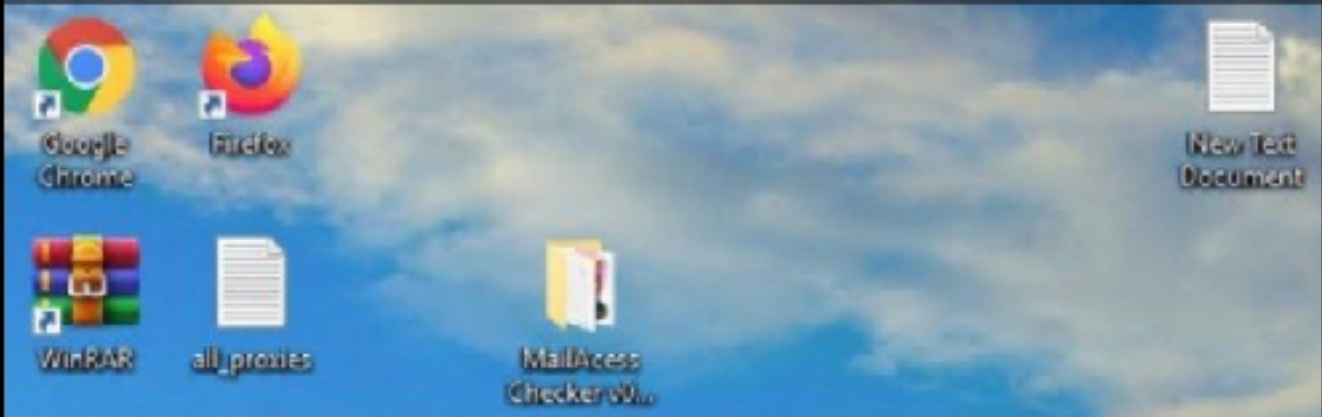 Google
Chrome
Firefox
New Text
Document
WinRAR
all_proxies
MailAcess
Checker v0...